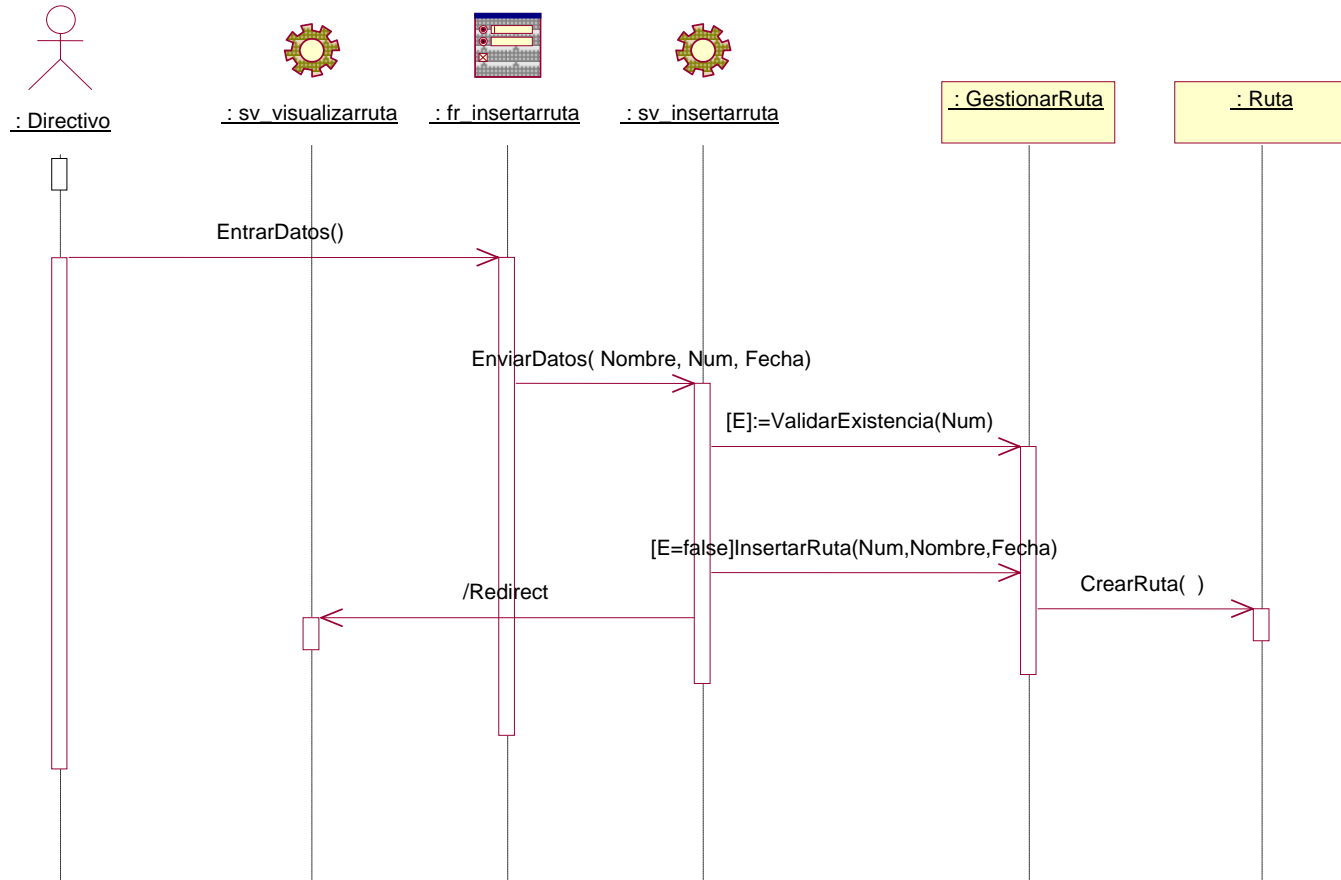 : Directivo
: sv_visualizarruta
: fr_insertarruta
: sv_insertarruta
: GestionarRuta
: Ruta
EntrarDatos()
EnviarDatos( Nombre, Num, Fecha)
[E]:=ValidarExistencia(Num)
[E=false]InsertarRuta(Num,Nombre,Fecha)
/Redirect
CrearRuta(  )